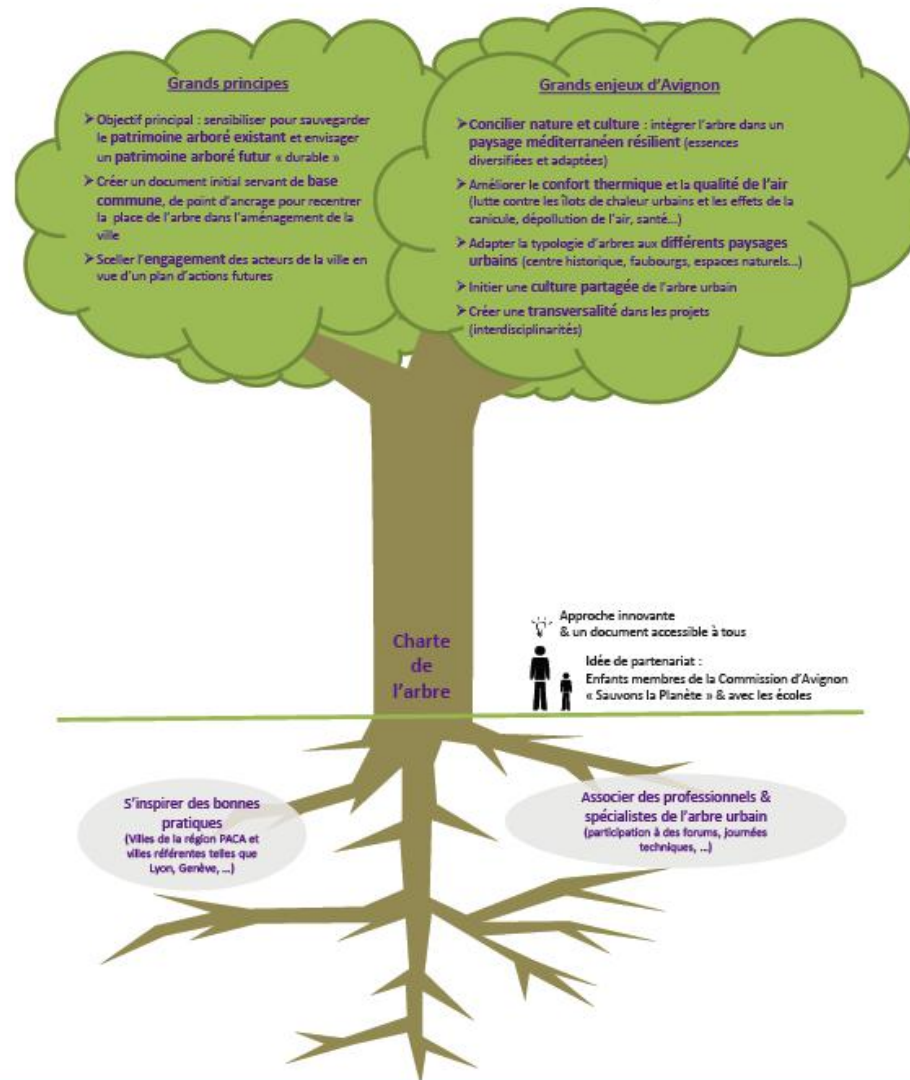 Grands principes
➤ Objectif principal : sensibiliser pour sauvegarder
le patrimoine arboré existant et envisager
un patrimoine arboré futur « durable »
➤ Créer un document initial servant de base
commune, de point d'ancrage pour recentrer
la place de l'arbre dans l'aménagement de la
ville
➤ Sceller l'engagement des acteurs de la ville en
vue d'un plan d'actions futures
Grands enjeux d'Avignon
➤ Concilier nature et culture : intégrer l'arbre dans un
paysage méditerranéen résilient (essences
diversifiées et adaptées)
➤ Améliorer le confort thermique et la qualité de l'air
(lutte contre les îlots de chaleur urbains et les effets de la
canicule, dépollution de l'air, santé...)
➤ Adapter la typologie d'arbres aux différents paysages
urbains (centre historique, faubourgs, espaces naturels...)
➤ Initier une culture partagée de l'arbre urbain
➤ Créer une transversalité dans les projets
(interdisciplinarités)
Charte
de
l'arbre
Approche innovante
& un document accessible à tous
Idée de partenariat :
Enfants membres de la Commission d'Avignon
« Sauvons la Planète » & avec les écoles
S'inspirer des bonnes
pratiques
(Villes de la région PACA et
villes référentes telles que
Lyon, Genève, ...)
Associer des professionnels &
spécialistes de l'arbre urbain
(participation à des forums, journées
techniques, ...)